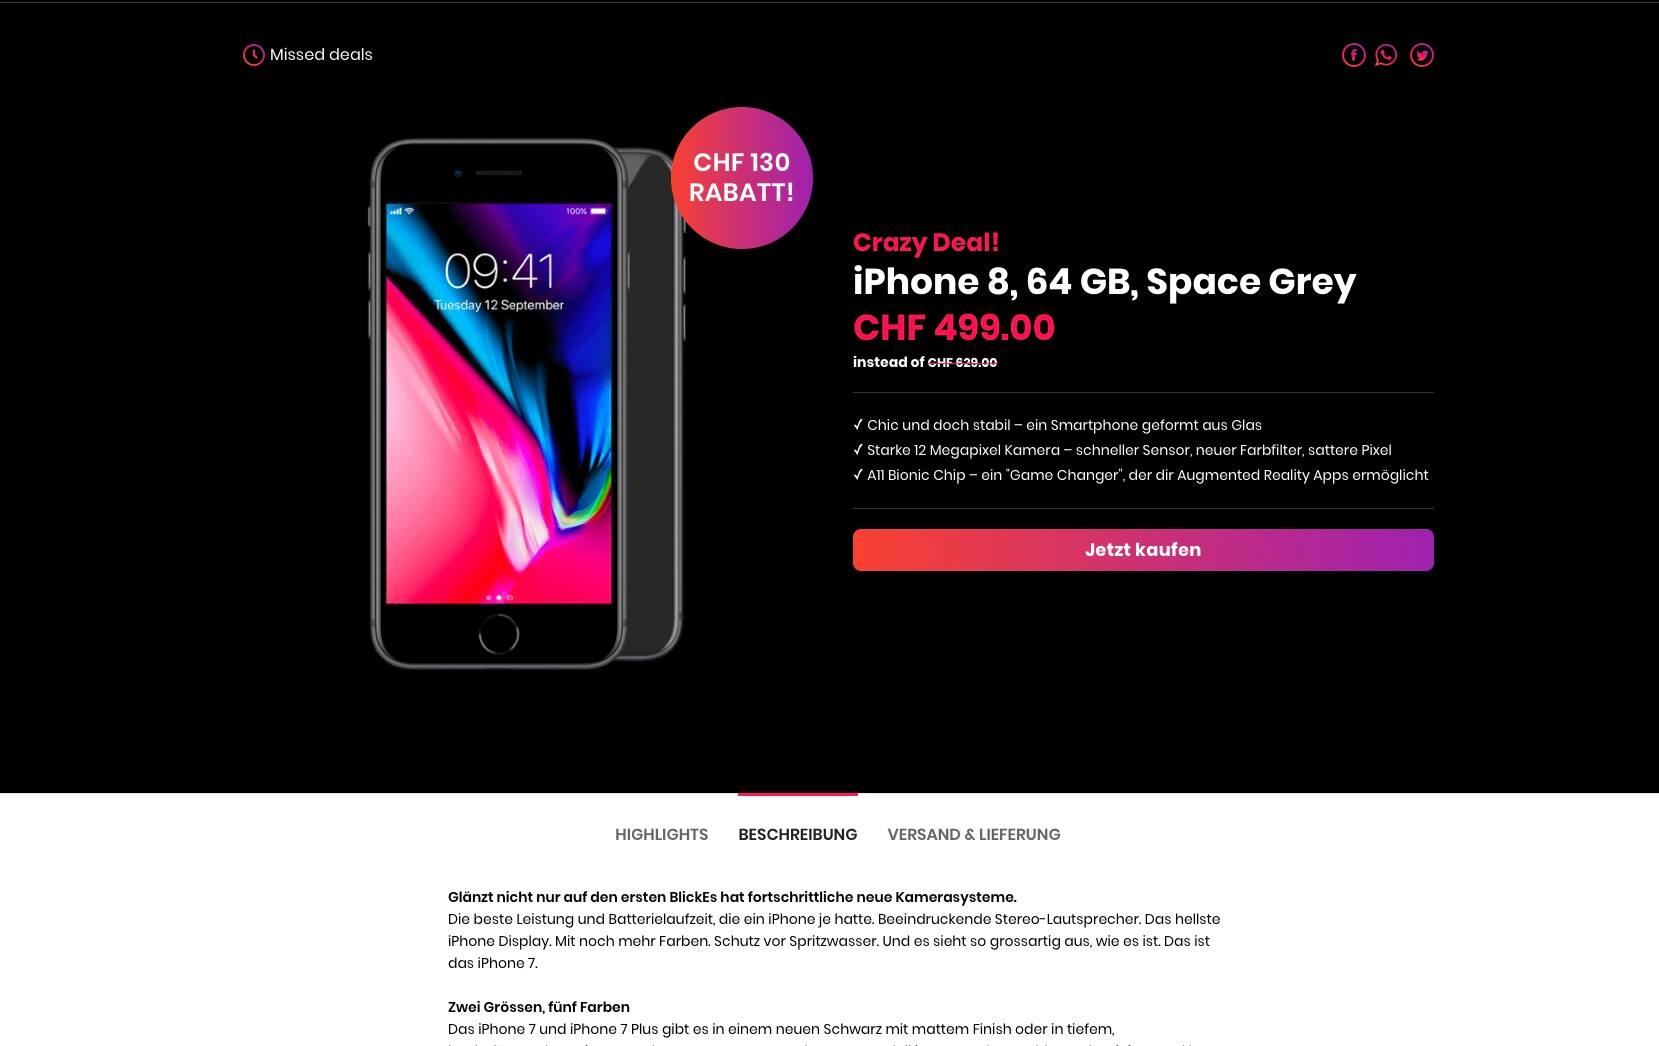 Missed deals
CHF 130
RABATT!
100%
09:41
Tuesday 12 September
Crazy Deal!
iPhone 8, 64 GB, Space Grey
CHF 499.00
instead of CHF 629.00
✓ Chic und doch stabil – ein Smartphone geformt aus Glas
✓ Starke 12 Megapixel Kamera – schneller Sensor, neuer Farbfilter, sattere Pixel
✓ A11 Bionic Chip – ein "Game Changer", der dir Augmented Reality Apps ermöglicht
Jetzt kaufen
HIGHLIGHTS BESCHREIBUNG VERSAND & LIEFERUNG
Glänzt nicht nur auf den ersten BlickEs hat fortschrittliche neue Kamerasysteme.
Die beste Leistung und Batterielaufzeit, die ein iPhone je hatte. Beeindruckende Stereo-Lautsprecher. Das hellste
iPhone Display. Mit noch mehr Farben. Schutz vor Spritzwasser. Und es sieht so grossartig aus, wie es ist. Das ist
das iPhone 7.
Zwei Grössen, fünf Farben
Das iPhone 7 und iPhone 7 Plus gibt es in einem neuen Schwarz mit mattem Finish oder in tiefem,